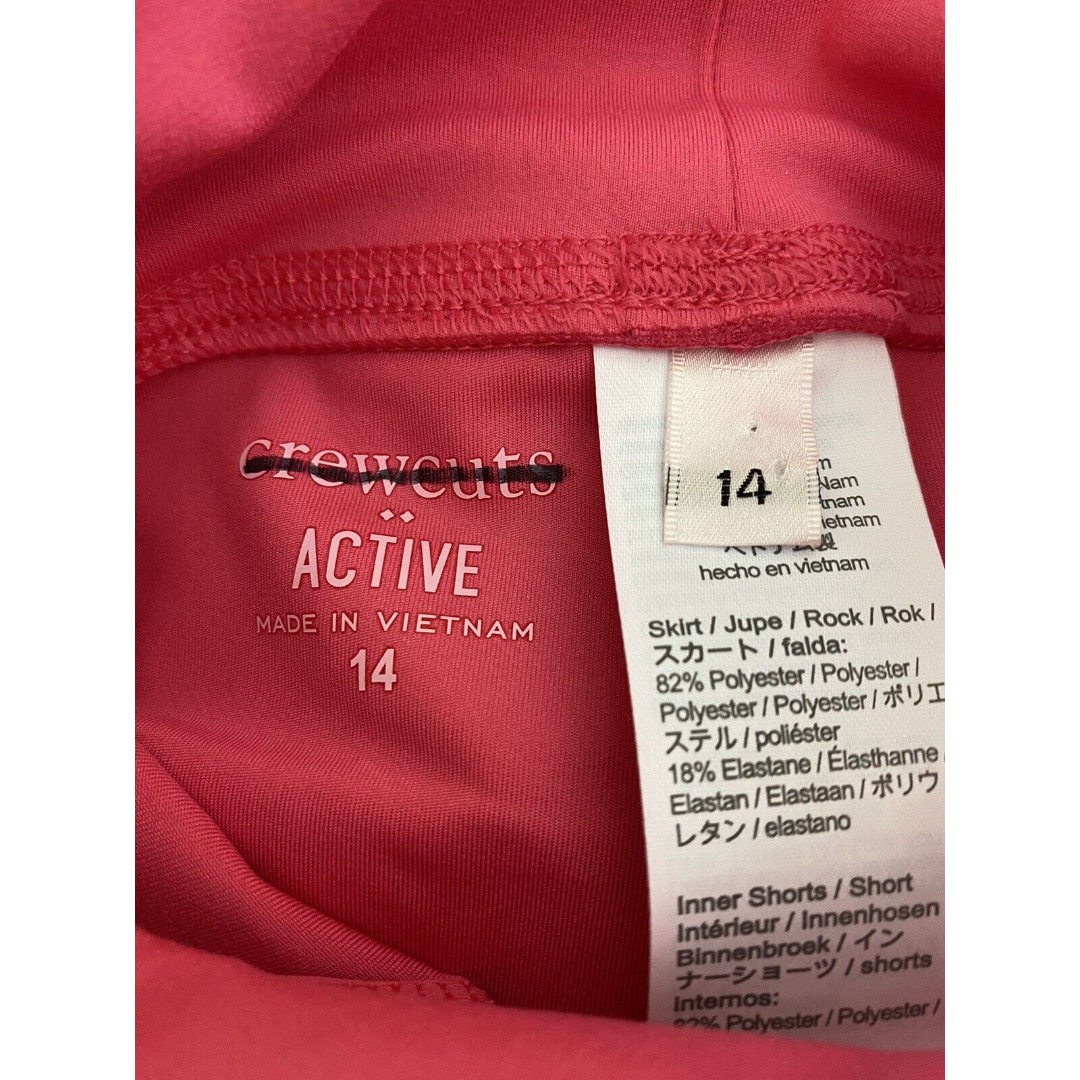 crewcuts
ACTIVE
MADE IN VIETNAM
14
14
hecho en vietnam
Skirt / Jupe / Rock / Rok /
スカート / falda:
82% Polyester / Polyester /
Polyester / Polyester / ポリエ
ステル / poliéster
18% Elastane / Élasthanne /
Elastan / Elastaan / ポリウ
レタン / elastano
Inner Shorts / Short
Intérieur / Innenhosen
Binnenbroek / イン
ナーショーツ / shorts
internos:
Polyester / Polyester /